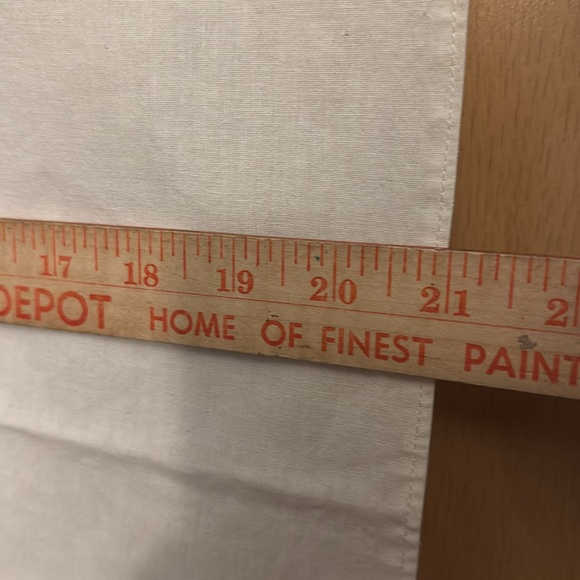 17 18 19 20 21
DEPOT HOME OF FINEST PAINT